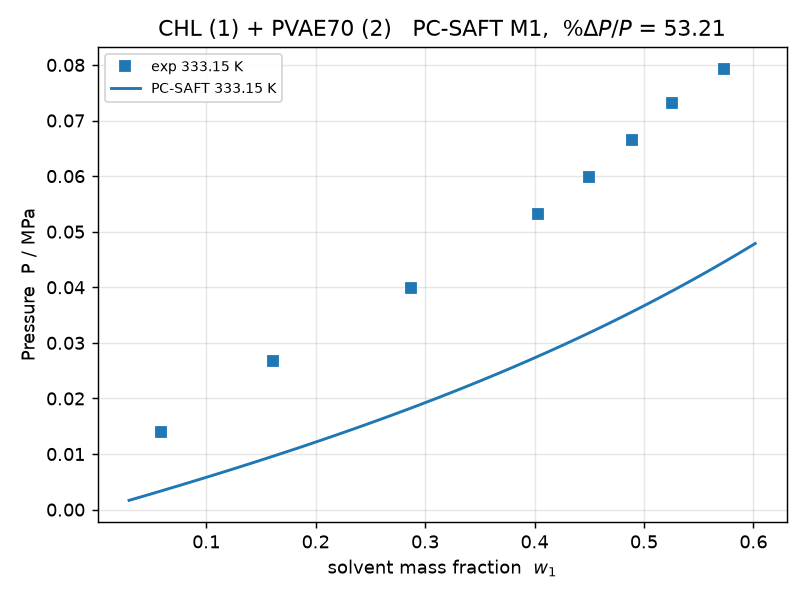 CHL (1) + PVAE70 (2)   PC-SAFT M1,  %ΔP/P = 53.21
exp 333.15 K
PC-SAFT 333.15 K
0.08
0.07
0.06
0.05
0.04
0.03
0.02
0.01
0.00
Pressure  P / MPa
0.1 0.2 0.3 0.4 0.5 0.6
solvent mass fraction  w₁